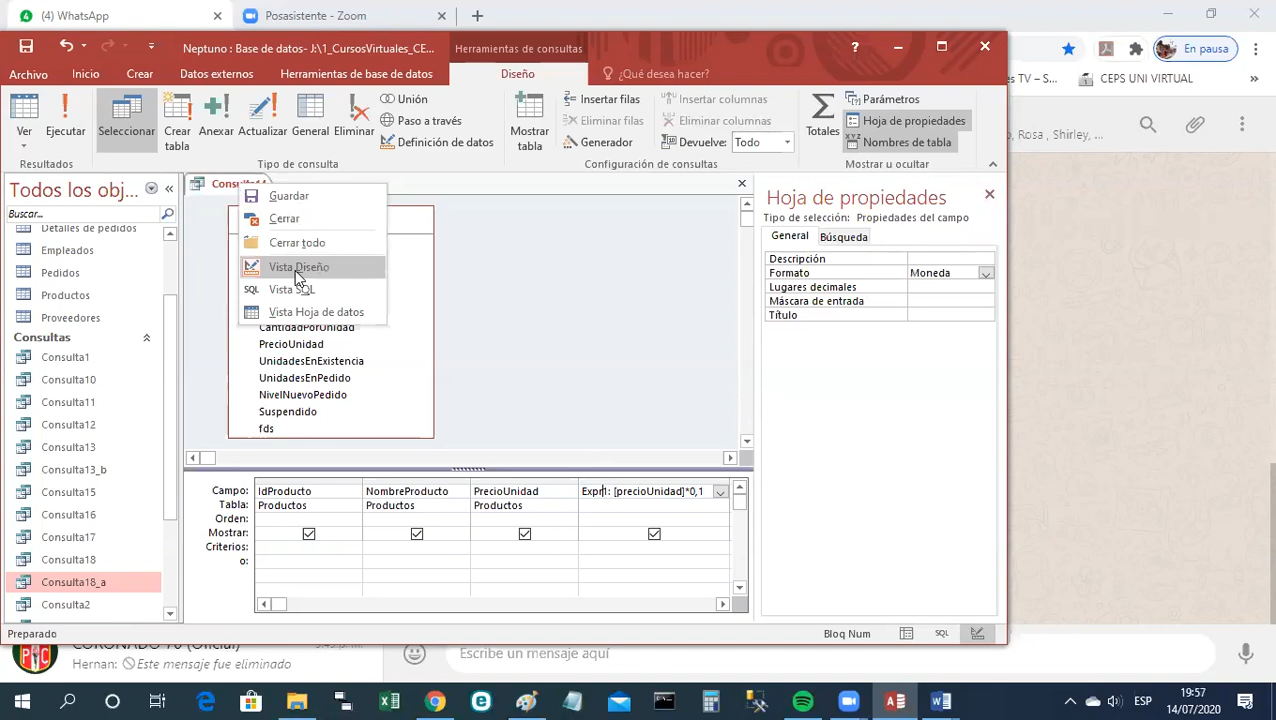 (4) WhatsApp
Posasistente - Zoom
Neptuno : Base de datos- J:\1_CursosVirtuales_CE...
Herramientas de consultas
En pausa
Archivo
Inicio
Crear
Datos externos
Herramientas de base de datos
Diseño
¿Qué desea hacer?
es TV – S...
CEPS UNI VIRTUAL
Ver
Ejecutar
Seleccionar
Crear tabla
Anexar
Actualizar
General
Eliminar
Unión
Paso a través
Definición de datos
Mostrar tabla
Insertar filas
Eliminar filas
Generador
Insertar columnas
Eliminar columnas
Devuelve:
Todo
Totales
Parámetros
Hoja de propiedades
Nombres de tabla
o, Rosa , Shirley, ...
Resultados
Tipo de consulta
Configuración de consultas
Mostrar u ocultar
Todos los obj...
Buscar...
Detalles de pedidos
Empleados
Pedidos
Productos
Proveedores
Consultas
Consulta1
Consulta10
Consulta11
Consulta12
Consulta13
Consulta13_b
Consulta15
Consulta16
Consulta17
Consulta18
Consulta18_a
Consulta2
Guardar
Cerrar
Cerrar todo
Vista Diseño
Vista SQL
Vista Hoja de datos
CantidadPorUnidad
PrecioUnidad
UnidadesEnExistencia
UnidadesEnPedido
NivelNuevoPedido
Suspendido
fds
Hoja de propiedades
Tipo de selección: Propiedades del campo
General
Búsqueda
Descripción
Formato
Moneda
Lugares decimales
Máscara de entrada
Título
Campo: IdProducto NombreProducto PrecioUnidad Expr1: [precioUnidad]*0,1
Tabla: Productos Productos Productos
Orden:
Mostrar:
Criterios:
o:
Preparado
Bloq Num
SQL
CORONADO 70 (Oficial)
Hernan: Este mensaje fue eliminado
Escribe un mensaje aquí
ESP
19:57
14/07/2020